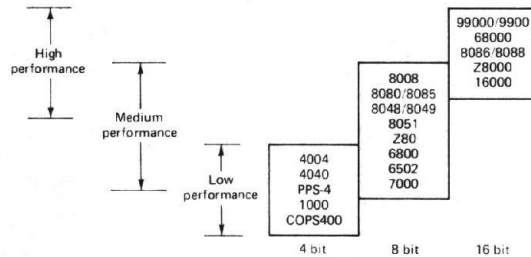 High
performance
Medium
performance
Low
performance
4004
4040
PPS-4
1000
COPS400
4 bit
8008
8080/8085
8048/8049
8051
Z80
6800
6502
7000
8 bit
99000/9900
68000
8086/8088
Z8000
16000
16 bit